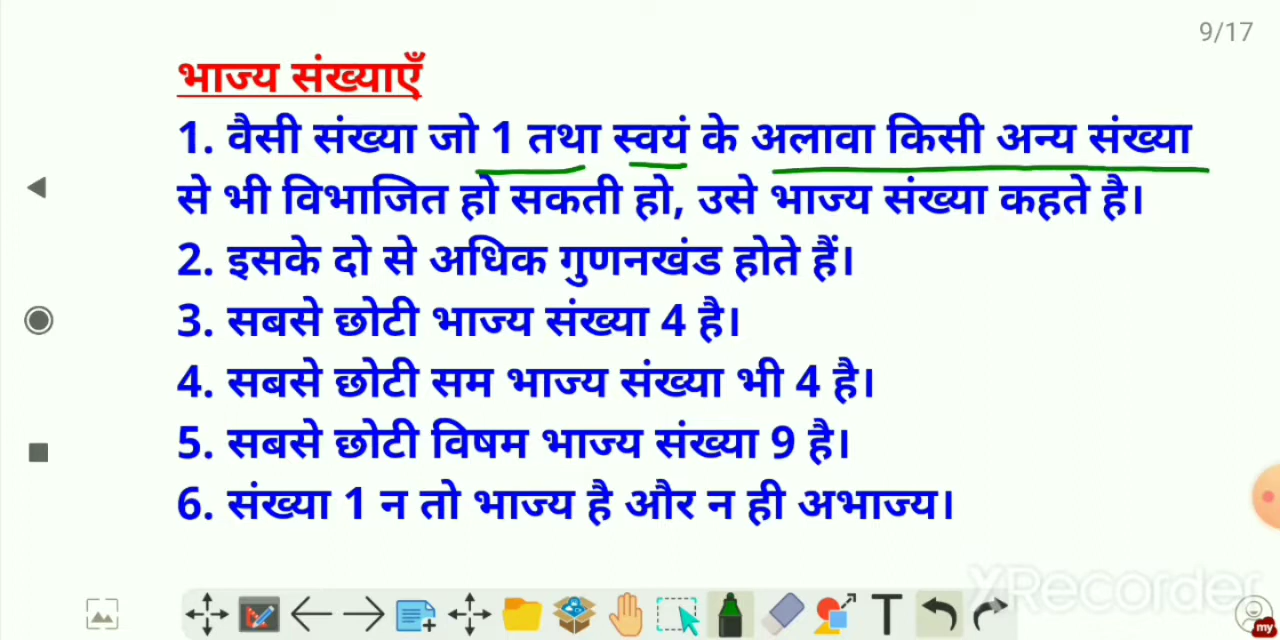 9/17
भाज्य संख्याएँ
1. वैसी संख्या जो 1 तथा स्वयं के अलावा किसी अन्य संख्या
से भी विभाजित हो सकती हो, उसे भाज्य संख्या कहते है।
2. इसके दो से अधिक गुणनखंड होते हैं।
3. सबसे छोटी भाज्य संख्या 4 है।
4. सबसे छोटी सम भाज्य संख्या भी 4 है।
5. सबसे छोटी विषम भाज्य संख्या 9 है।
6. संख्या 1 न तो भाज्य है और न ही अभाज्य।
XRecorder
T
my